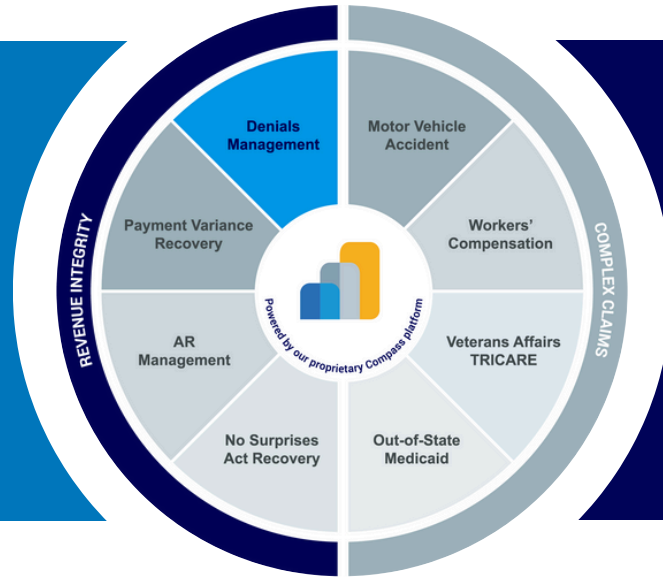 Denials
Management
Motor Vehicle
Accident
Payment Variance
Recovery
Workers’
Compensation
REVENUE INTEGRITY
COMPLEX CLAIMS
Powered by our proprietary Compass platform
AR
Management
Veterans Affairs
TRICARE
No Surprises
Act Recovery
Out-of-State
Medicaid